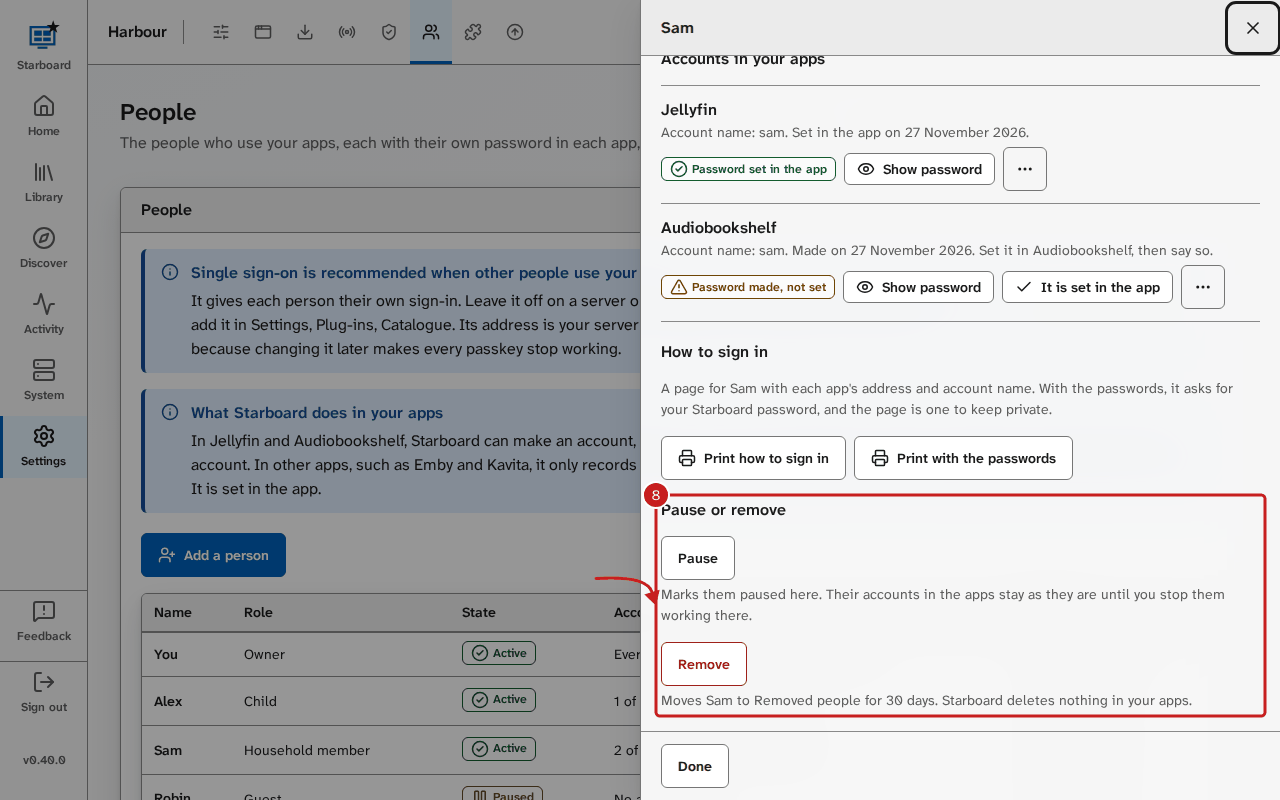 Starboard
Home
Library
Discover
Activity
System
Settings
Feedback
Sign out
v0.40.0
Harbour
People
The people who use your apps, each with their own password in each app,
People
Single sign-on is recommended when other people use your
It gives each person their own sign-in. Leave it off on a server o
add it in Settings, Plug-ins, Catalogue. Its address is your server
because changing it later makes every passkey stop working.
What Starboard does in your apps
In Jellyfin and Audiobookshelf, Starboard can make an account,
account. In other apps, such as Emby and Kavita, it only records
It is set in the app.
Add a person
Name Role State Acco
You Owner Active Ever
Alex Child Active 1 of
Sam Household member Active 2 of
Robin Guest Paused No a
Sam
Accounts in your apps
Jellyfin
Account name: sam. Set in the app on 27 November 2026.
Password set in the app Show password
Audiobookshelf
Account name: sam. Made on 27 November 2026. Set it in Audiobookshelf, then say so.
Password made, not set Show password It is set in the app
How to sign in
A page for Sam with each app's address and account name. With the passwords, it asks for
your Starboard password, and the page is one to keep private.
Print how to sign in Print with the passwords
8
Pause or remove
Pause
Marks them paused here. Their accounts in the apps stay as they are until you stop them
working there.
Remove
Moves Sam to Removed people for 30 days. Starboard deletes nothing in your apps.
Done